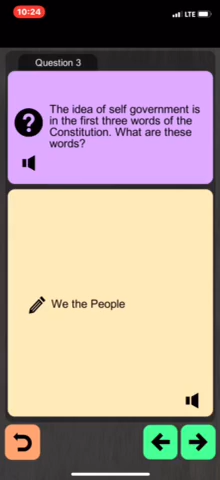 10:24
LTE
Question 3
The idea of self government is
in the first three words of the
Constitution. What are these
words?
We the People